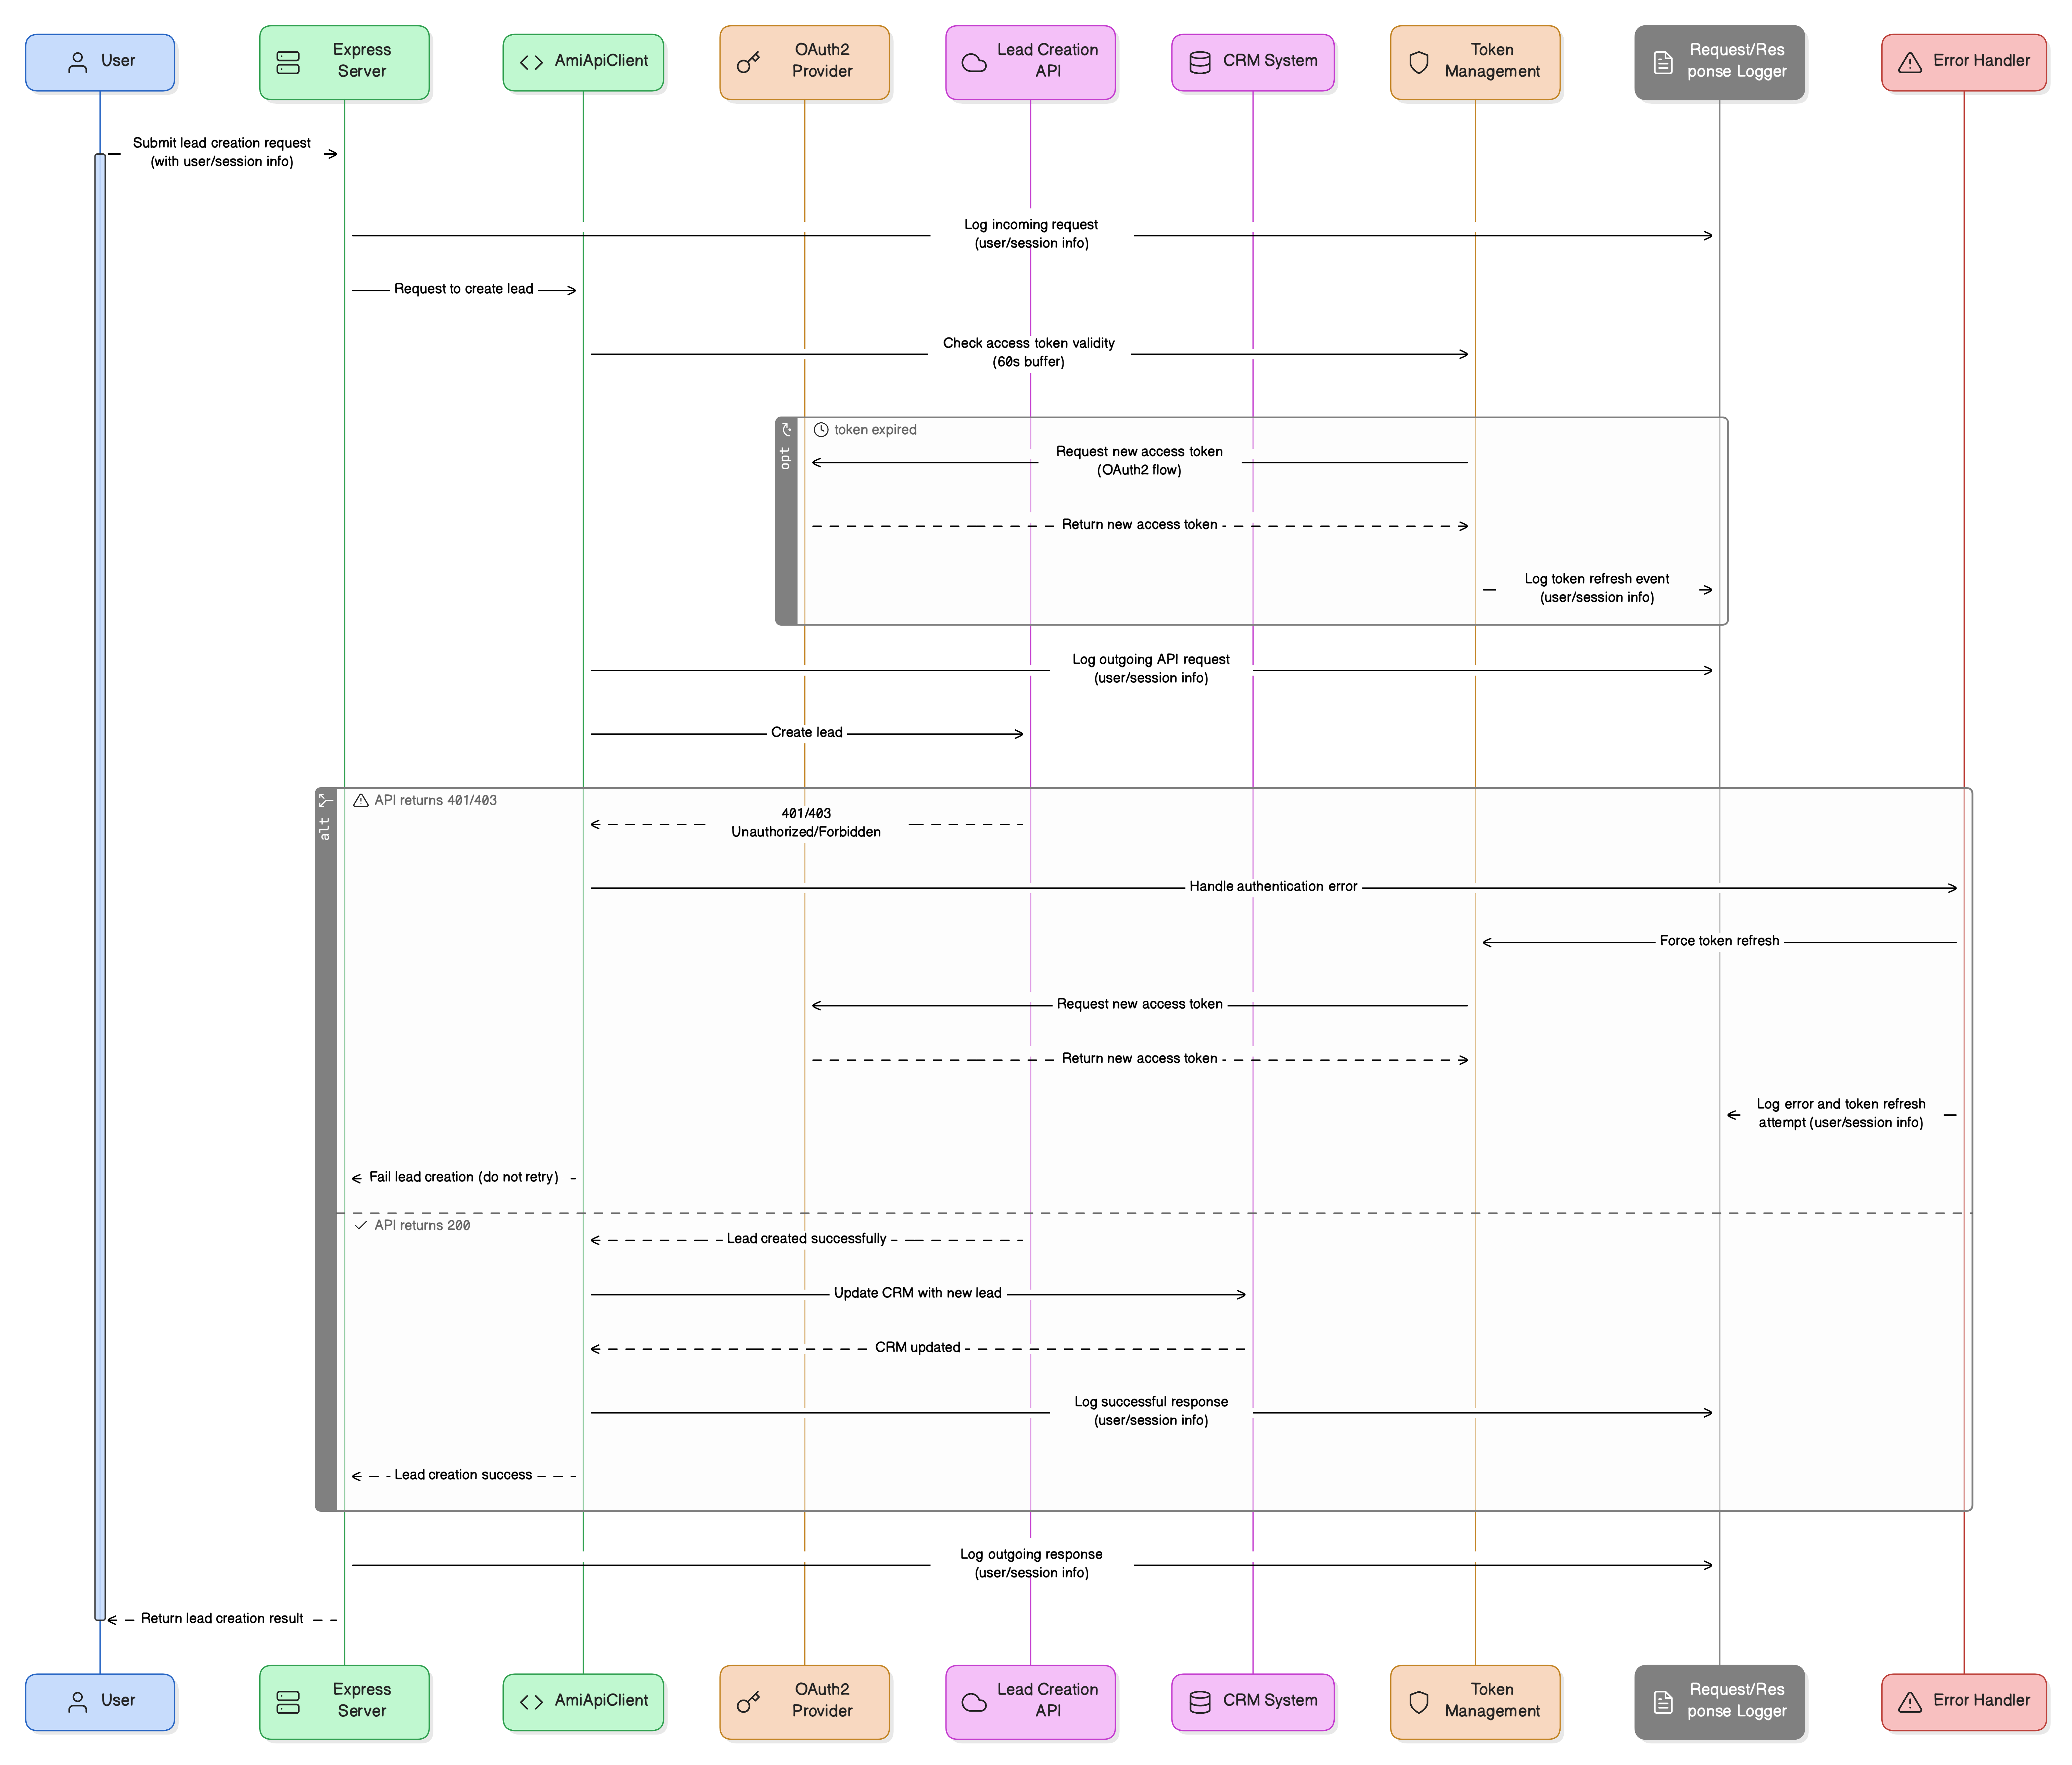 User
Express
Server
AmiApiClient
OAuth2
Provider
Lead Creation
API
CRM System
Token
Management
Request/Res
ponse Logger
Error Handler
Submit lead creation request
(with user/session info)
Log incoming request
(user/session info)
Request to create lead
Check access token validity
(60s buffer)
opt
token expired
Request new access token
(OAuth2 flow)
Return new access token
Log token refresh event
(user/session info)
Log outgoing API request
(user/session info)
Create lead
alt
API returns 401/403
401/403
Unauthorized/Forbidden
Handle authentication error
Force token refresh
Request new access token
Return new access token
Log error and token refresh
attempt (user/session info)
Fail lead creation (do not retry)
API returns 200
Lead created successfully
Update CRM with new lead
CRM updated
Log successful response
(user/session info)
Lead creation success
Log outgoing response
(user/session info)
Return lead creation result
User
Express
Server
AmiApiClient
OAuth2
Provider
Lead Creation
API
CRM System
Token
Management
Request/Res
ponse Logger
Error Handler